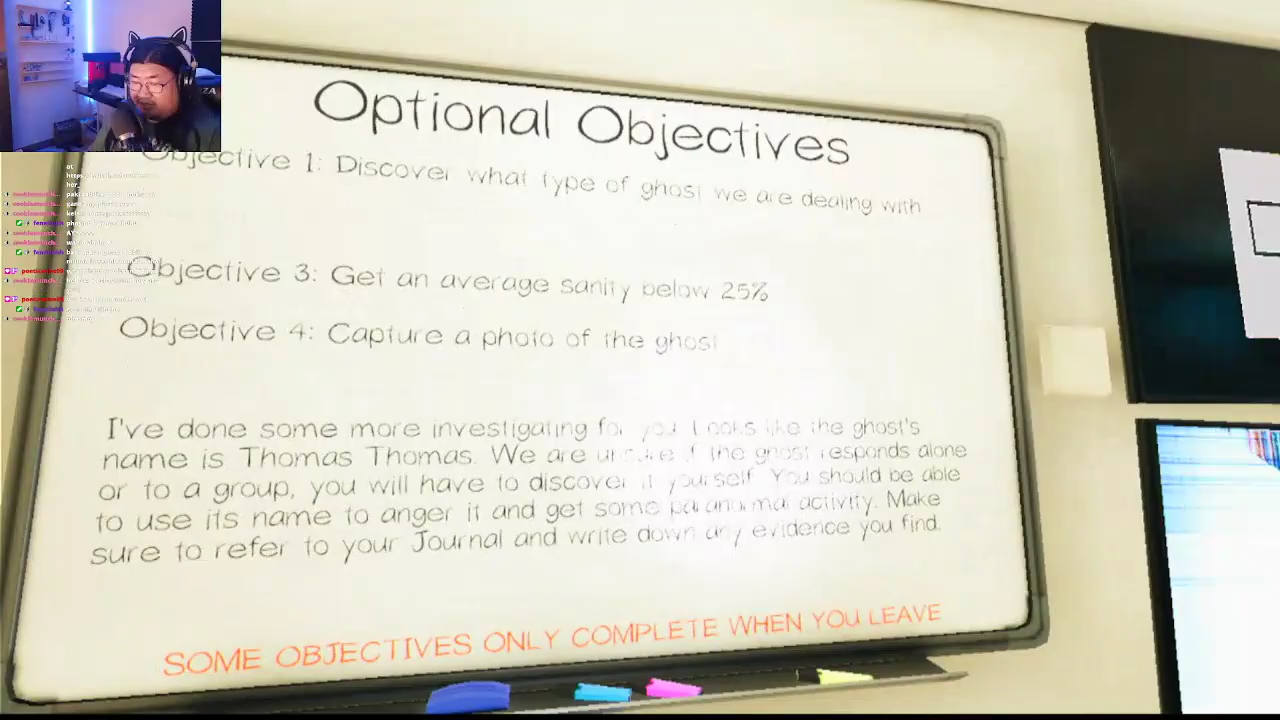 Optional Objectives
Objective 1: Discover what type of ghost we are dealing with
Objective 3: Get an average sanity below 25%
Objective 4: Capture a photo of the ghost
I've done some more investigating for you. Looks like the ghost's
name is Thomas Thomas. We are unsure if the ghost responds alone
or to a group, you will have to discover it yourself. You should be able
to use its name to anger it and get some paranormal activity. Make
sure to refer to your Journal and write down any evidence you find.
SOME OBJECTIVES ONLY COMPLETE WHEN YOU LEAVE